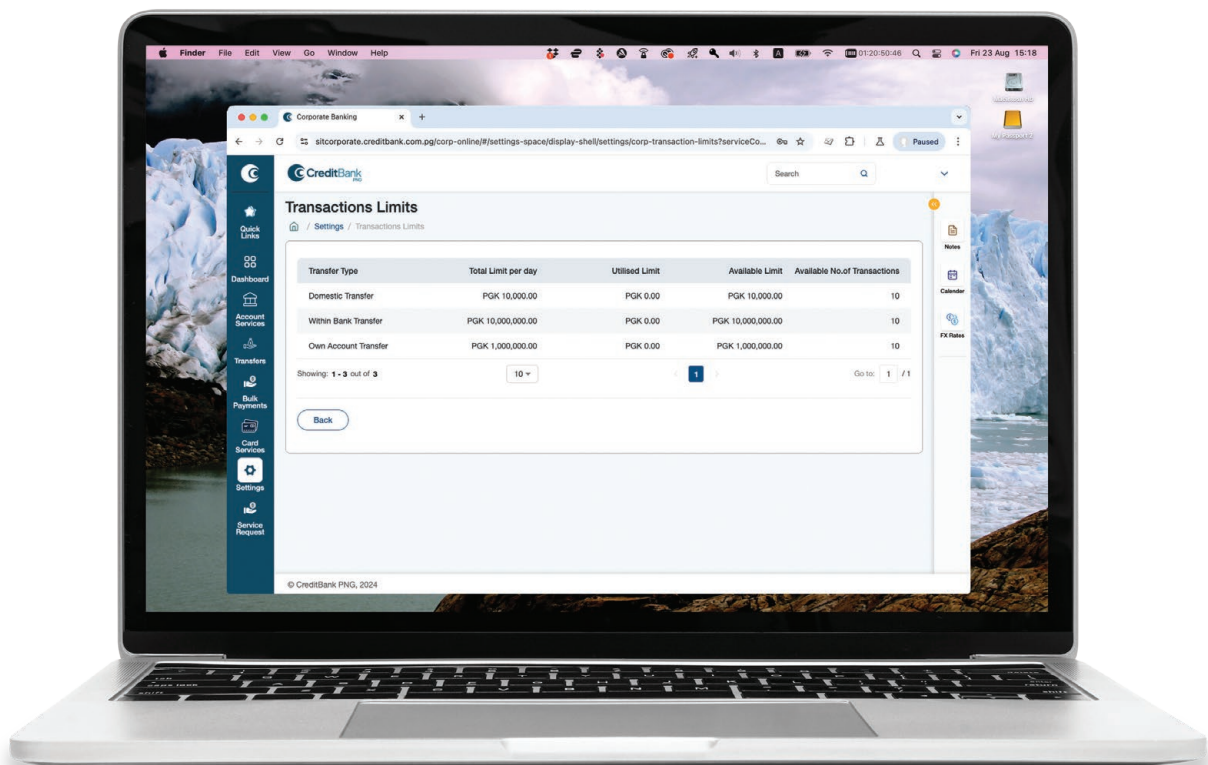 Finder File Edit View Go Window Help
01:20:50:46
Fri 23 Aug 15:18
Corporate Banking
sitcorporate.creditbank.com.pg/corp-online/#/settings-space/display-shell/settings/corp-transaction-limits?serviceCo...
Paused
CreditBank
PNG
Search
Transactions Limits
Settings / Transactions Limits
Quick
Links
Dashboard
Account
Services
Transfers
Bulk
Payments
Card
Services
Settings
Service
Request
Transfer Type Total Limit per day Utilised Limit Available Limit Available No.of Transactions
Domestic Transfer PGK 10,000.00 PGK 0.00 PGK 10,000.00 10
Within Bank Transfer PGK 10,000,000.00 PGK 0.00 PGK 10,000,000.00 10
Own Account Transfer PGK 1,000,000.00 PGK 0.00 PGK 1,000,000.00 10
Showing: 1 - 3 out of 3 10 1 Go to: 1 / 1
Back
Notes
Calender
FX Rates
© CreditBank PNG, 2024